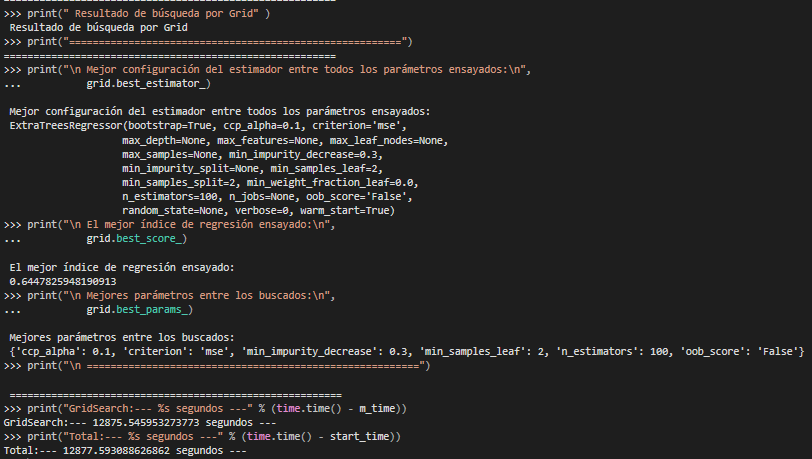 =========================================================
>>> print(" Resultado de búsqueda por Grid" )
 Resultado de búsqueda por Grid
>>> print("=========================================================")
=========================================================
>>> print("\n Mejor configuración del estimador entre todos los parámetros ensayados:\n",
...           grid.best_estimator_)
 Mejor configuración del estimador entre todos los parámetros ensayados:
 ExtraTreesRegressor(bootstrap=True, ccp_alpha=0.1, criterion='mse',
                    max_depth=None, max_features=None, max_leaf_nodes=None,
                    max_samples=None, min_impurity_decrease=0.3,
                    min_impurity_split=None, min_samples_leaf=2,
                    min_samples_split=2, min_weight_fraction_leaf=0.0,
                    n_estimators=100, n_jobs=None, oob_score='False',
                    random_state=None, verbose=0, warm_start=True)
>>> print("\n El mejor índice de regresión ensayado:\n",
...           grid.best_score_)
 El mejor índice de regresión ensayado:
 0.6447825948190913
>>> print("\n Mejores parámetros entre los buscados:\n",
...           grid.best_params_)
 Mejores parámetros entre los buscados:
 {'ccp_alpha': 0.1, 'criterion': 'mse', 'min_impurity_decrease': 0.3, 'min_samples_leaf': 2, 'n_estimators': 100, 'oob_score': 'False'}
>>> print("\n =========================================================")
 =========================================================
>>> print("GridSearch:--- %s segundos ---" % (time.time() - m_time))
GridSearch:--- 12875.545953273773 segundos ---
>>> print("Total:--- %s segundos ---" % (time.time() - start_time))
Total:--- 12877.593088626862 segundos ---